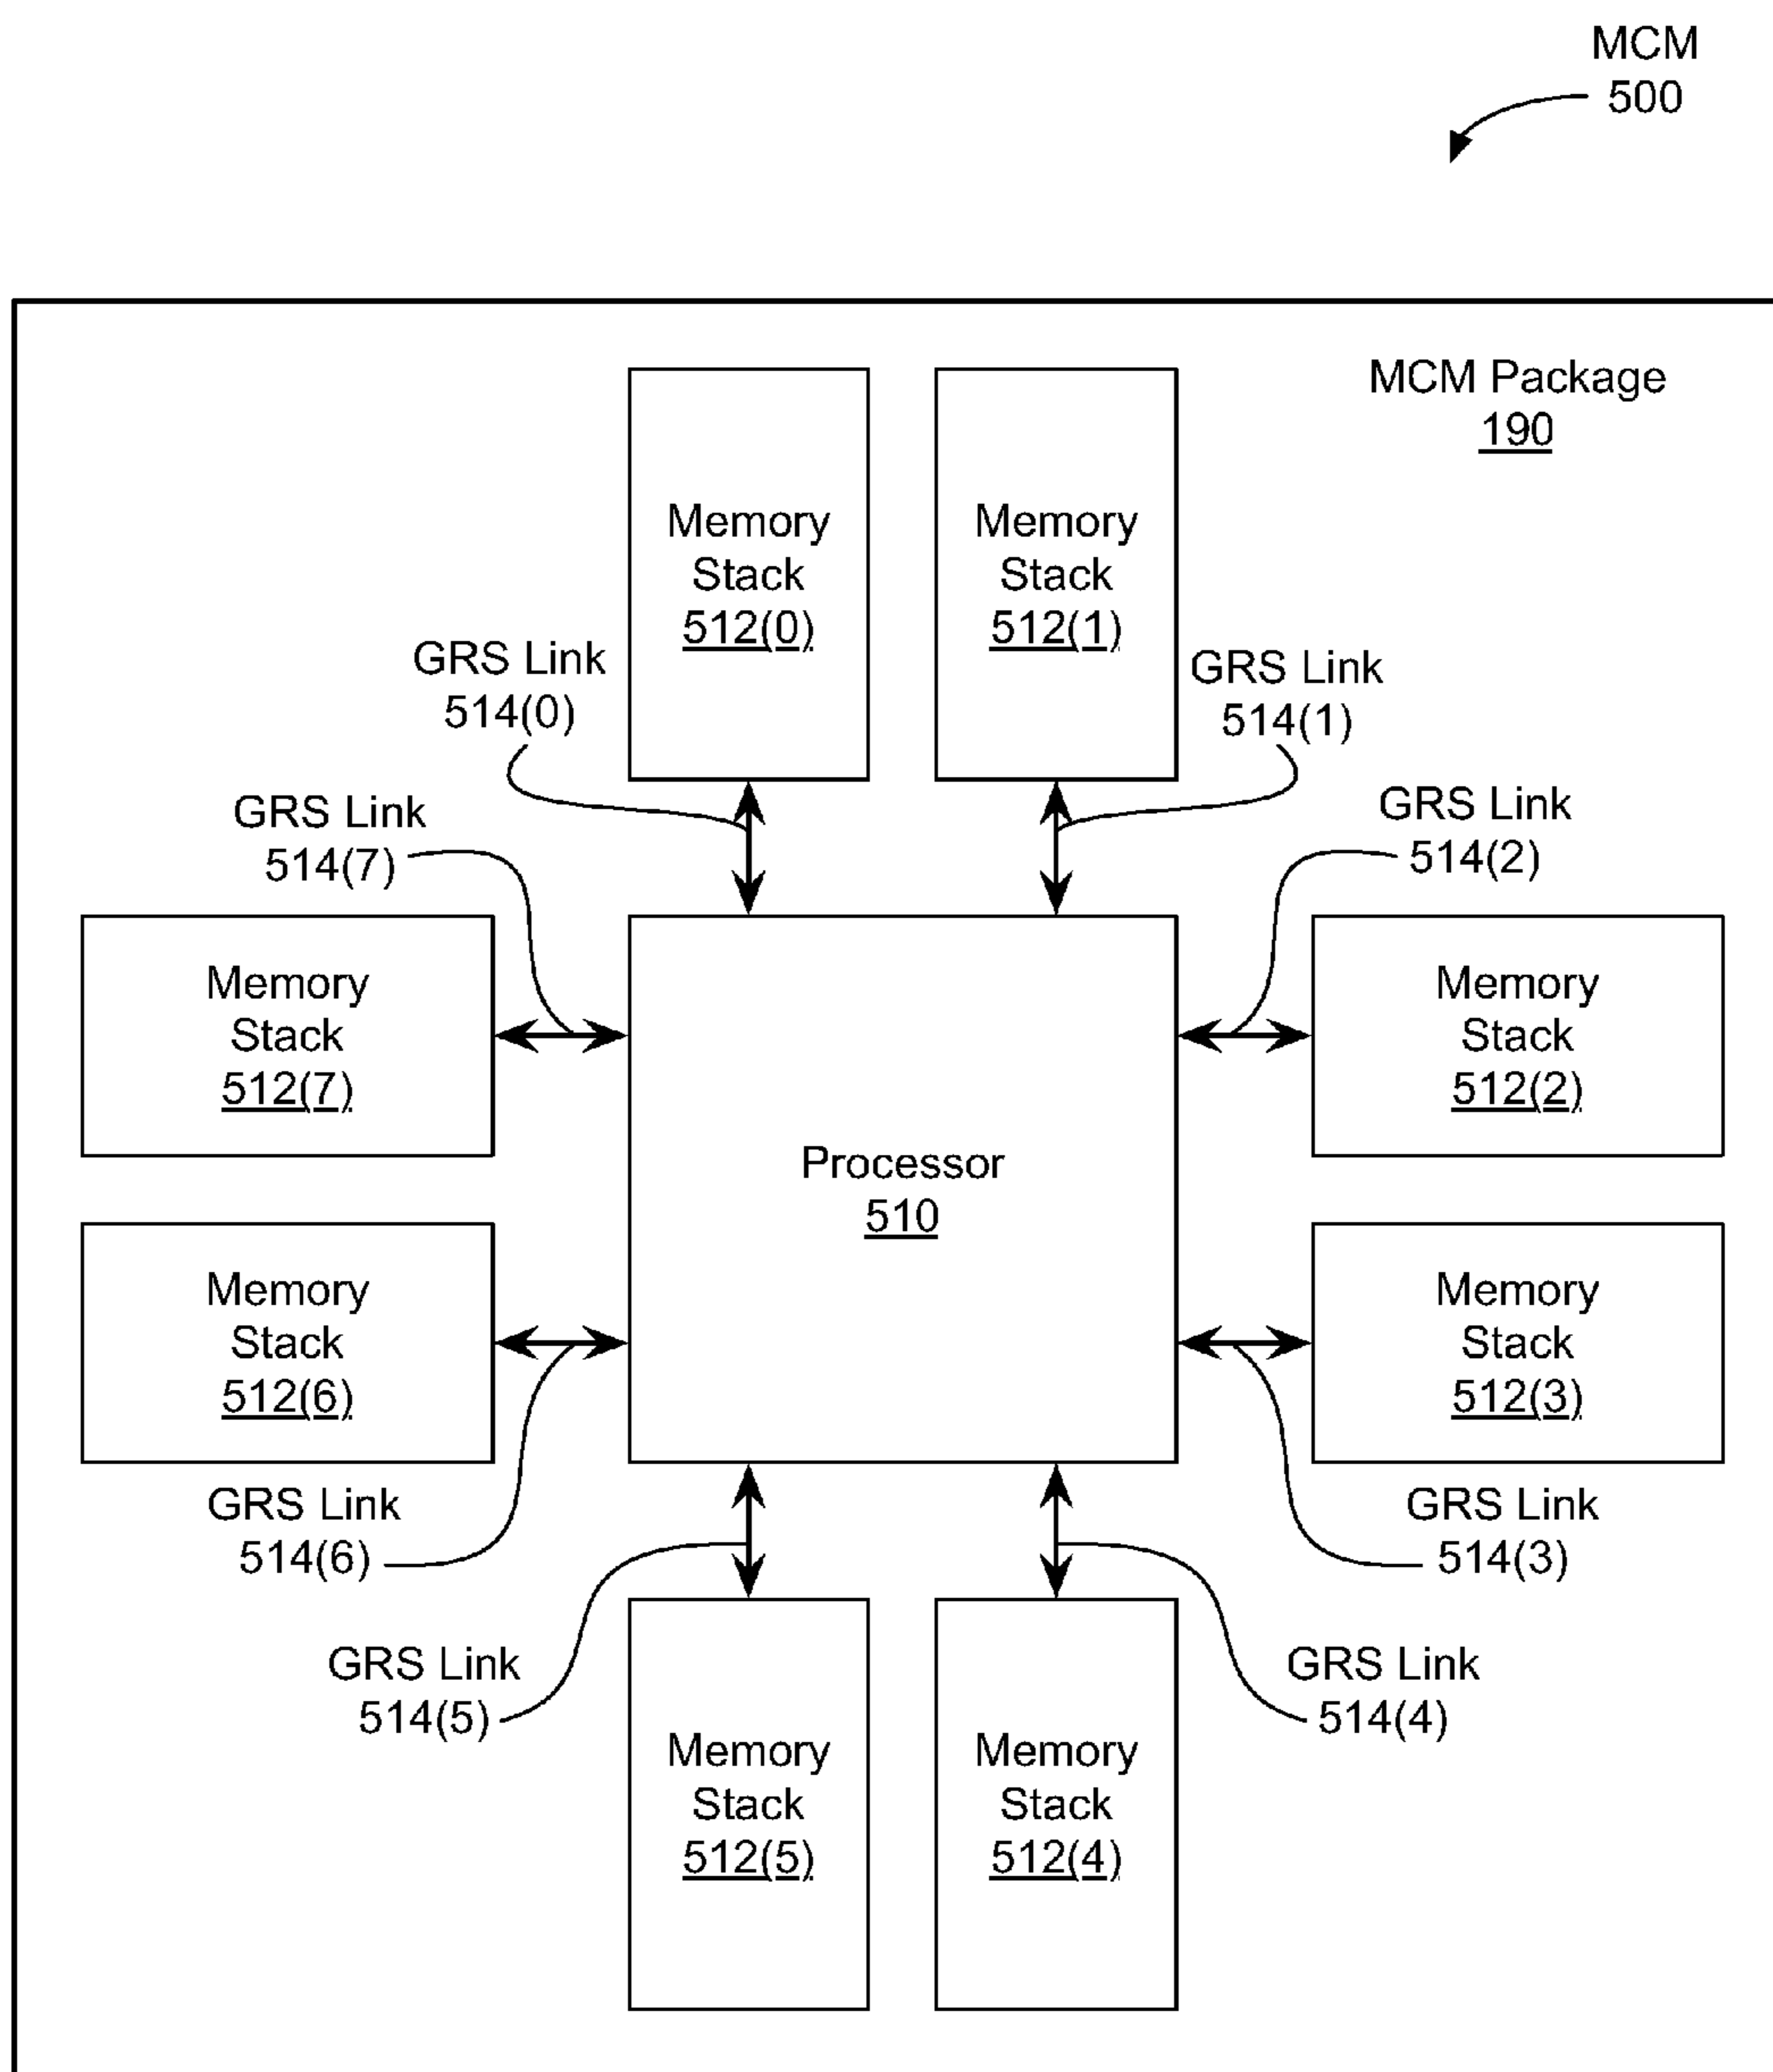 MCM
500
MCM Package
190
Memory
Stack
512(0)
Memory
Stack
512(1)
GRS Link
514(0)
GRS Link
514(1)
GRS Link
514(7)
GRS Link
514(2)
Memory
Stack
512(7)
Memory
Stack
512(2)
Processor
510
Memory
Stack
512(6)
Memory
Stack
512(3)
GRS Link
514(6)
GRS Link
514(3)
GRS Link
514(5)
GRS Link
514(4)
Memory
Stack
512(5)
Memory
Stack
512(4)